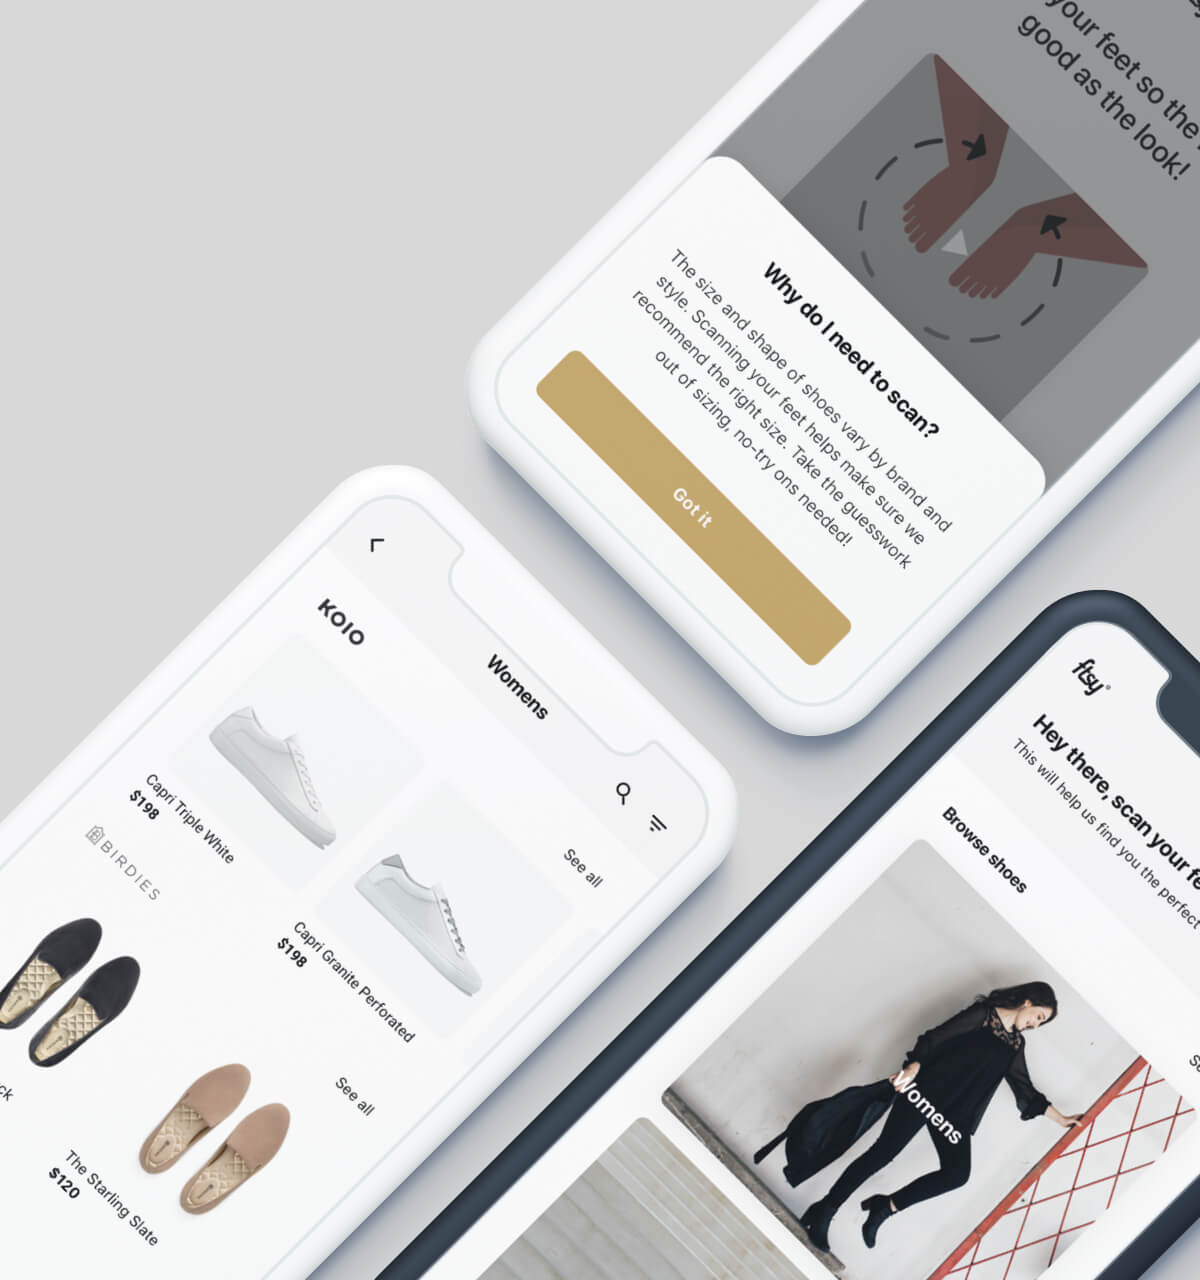 your feet so the
good as the look!
Why do I need to scan?
The size and shape of shoes vary by brand and
style. Scanning your feet helps make sure we
recommend the right size. Take the guesswork
out of sizing, no-try ons needed!
Got it
Womens
KOIO
See all
Capri Triple White
$198
Capri Granite Perforated
$198
BIRDIES
See all
The Starling Slate
$120
ftsy
Hey there, scan your
This will help us find you the perfect
Browse shoes
Womens